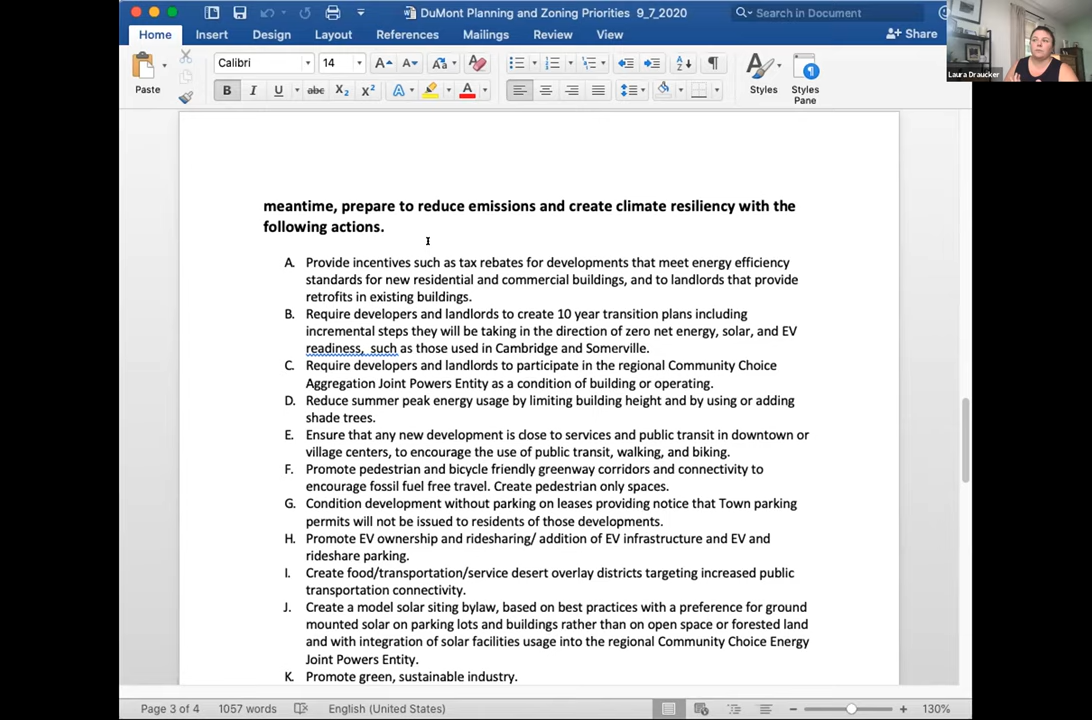 DuMont Planning and Zoning Priorities 9_7_2020
Search in Document
Home Insert Design Layout References Mailings Review View Share
Laura Draucker
Paste
Calibri 14
Styles Styles Pane
meantime, prepare to reduce emissions and create climate resiliency with the
following actions.
A. Provide incentives such as tax rebates for developments that meet energy efficiency
standards for new residential and commercial buildings, and to landlords that provide
retrofits in existing buildings.
B. Require developers and landlords to create 10 year transition plans including
incremental steps they will be taking in the direction of zero net energy, solar, and EV
readiness, such as those used in Cambridge and Somerville.
C. Require developers and landlords to participate in the regional Community Choice
Aggregation Joint Powers Entity as a condition of building or operating.
D. Reduce summer peak energy usage by limiting building height and by using or adding
shade trees.
E. Ensure that any new development is close to services and public transit in downtown or
village centers, to encourage the use of public transit, walking, and biking.
F. Promote pedestrian and bicycle friendly greenway corridors and connectivity to
encourage fossil fuel free travel. Create pedestrian only spaces.
G. Condition development without parking on leases providing notice that Town parking
permits will not be issued to residents of those developments.
H. Promote EV ownership and ridesharing/ addition of EV infrastructure and EV and
rideshare parking.
I. Create food/transportation/service desert overlay districts targeting increased public
transportation connectivity.
J. Create a model solar siting bylaw, based on best practices with a preference for ground
mounted solar on parking lots and buildings rather than on open space or forested land
and with integration of solar facilities usage into the regional Community Choice Energy
Joint Powers Entity.
K. Promote green, sustainable industry.
Page 3 of 4 1057 words English (United States) 130%